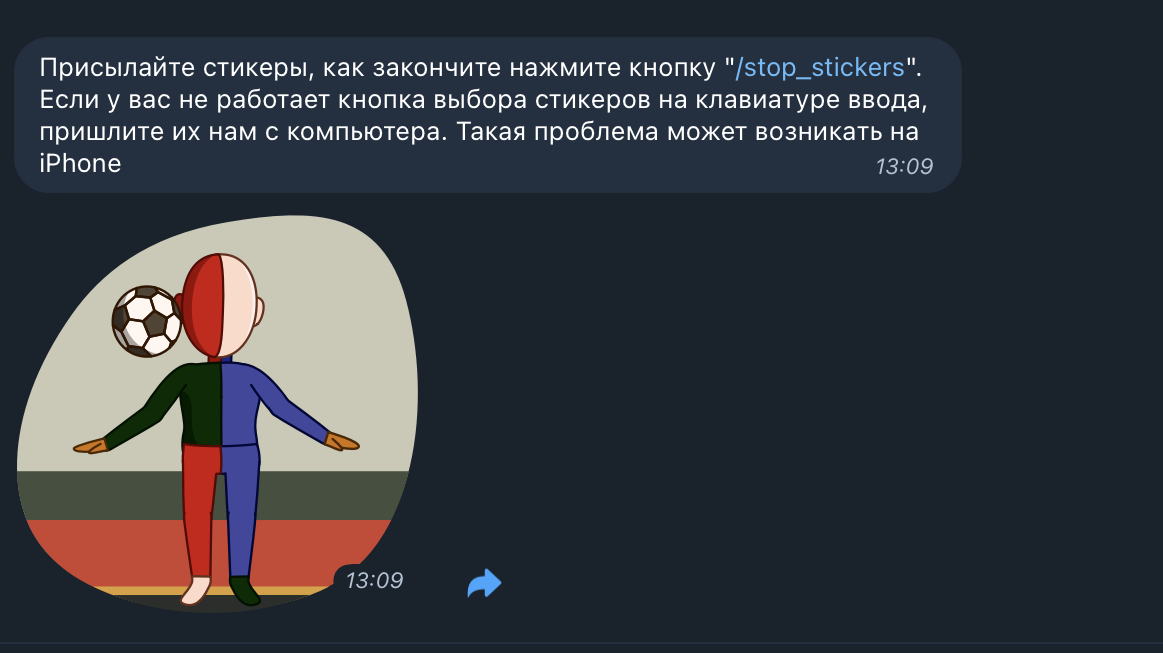 Присылайте стикеры, как закончите нажмите кнопку "/stop_stickers".
Если у вас не работает кнопка выбора стикеров на клавиатуре ввода,
пришлите их нам с компьютера. Такая проблема может возникать на
iPhone
13:09
13:09